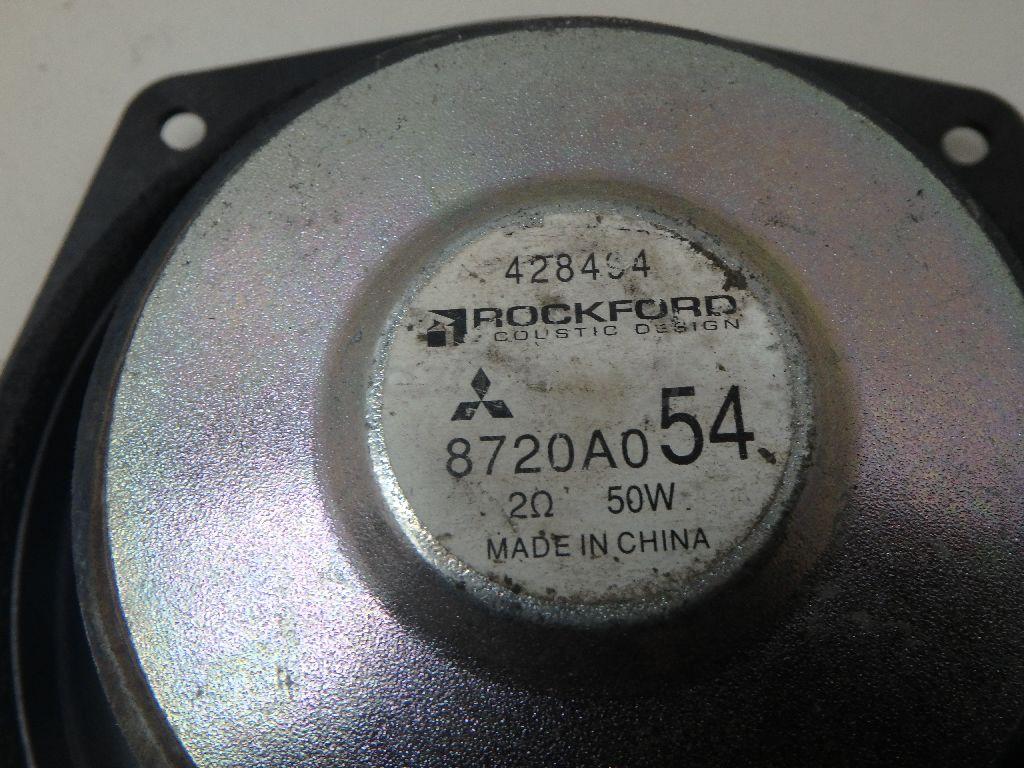 ROCKFORD
COUSTIC DESIGN
8720A054
2Ω 50W
MADE IN CHINA